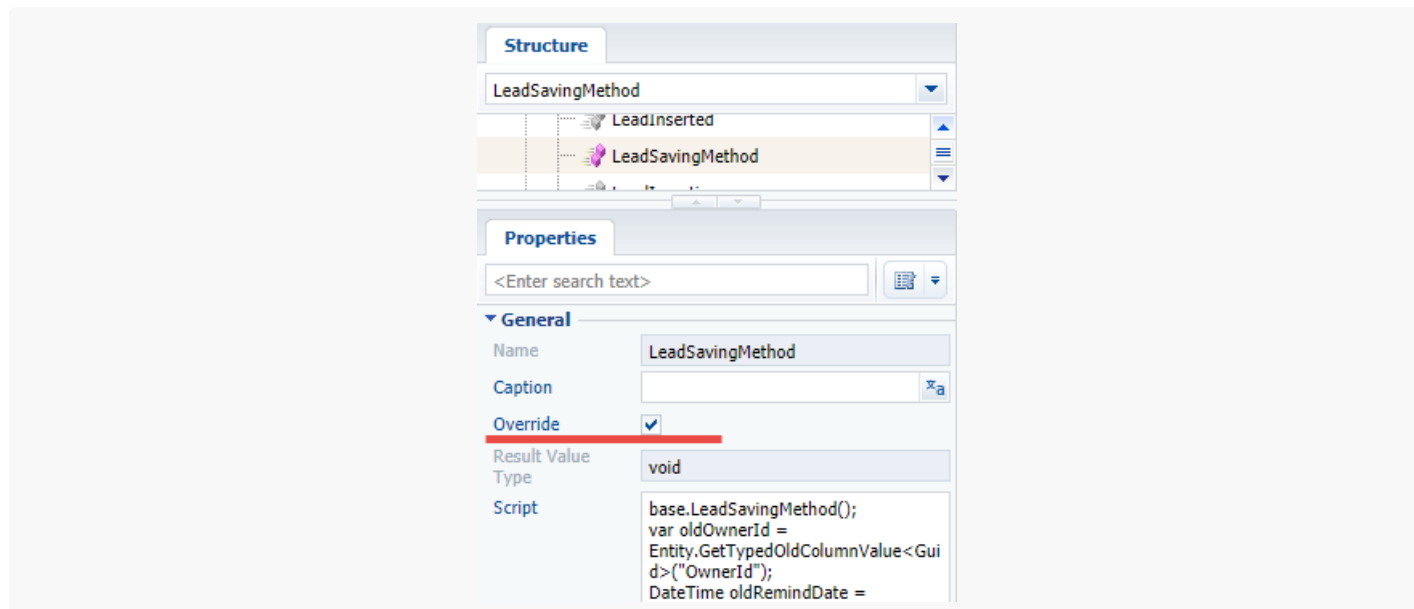 Structure
LeadSavingMethod
LeadInserted
LeadSavingMethod
Properties
<Enter search text>
General
Name LeadSavingMethod
Caption
Override
Result Value
Type
void
Script
base.LeadSavingMethod();
var oldOwnerId =
Entity.GetTypedOldColumnValue<Gui
d>("OwnerId");
DateTime oldRemindDate =